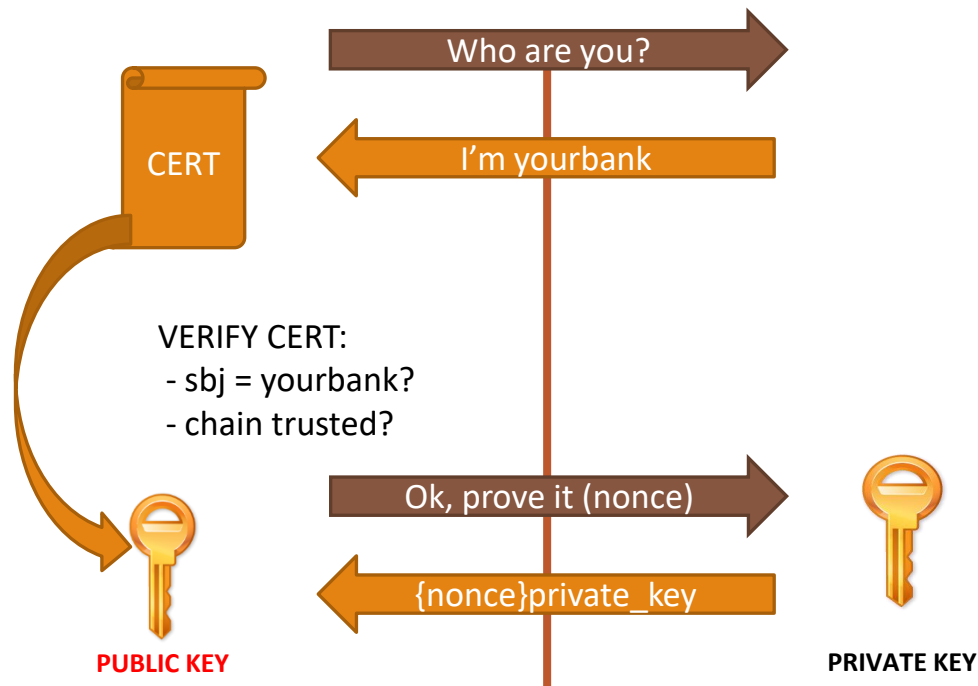 Who are you?
CERT
I’m yourbank
VERIFY CERT:
- sbj = yourbank?
- chain trusted?
Ok, prove it (nonce)
{nonce}private_key
PUBLIC KEY
PRIVATE KEY